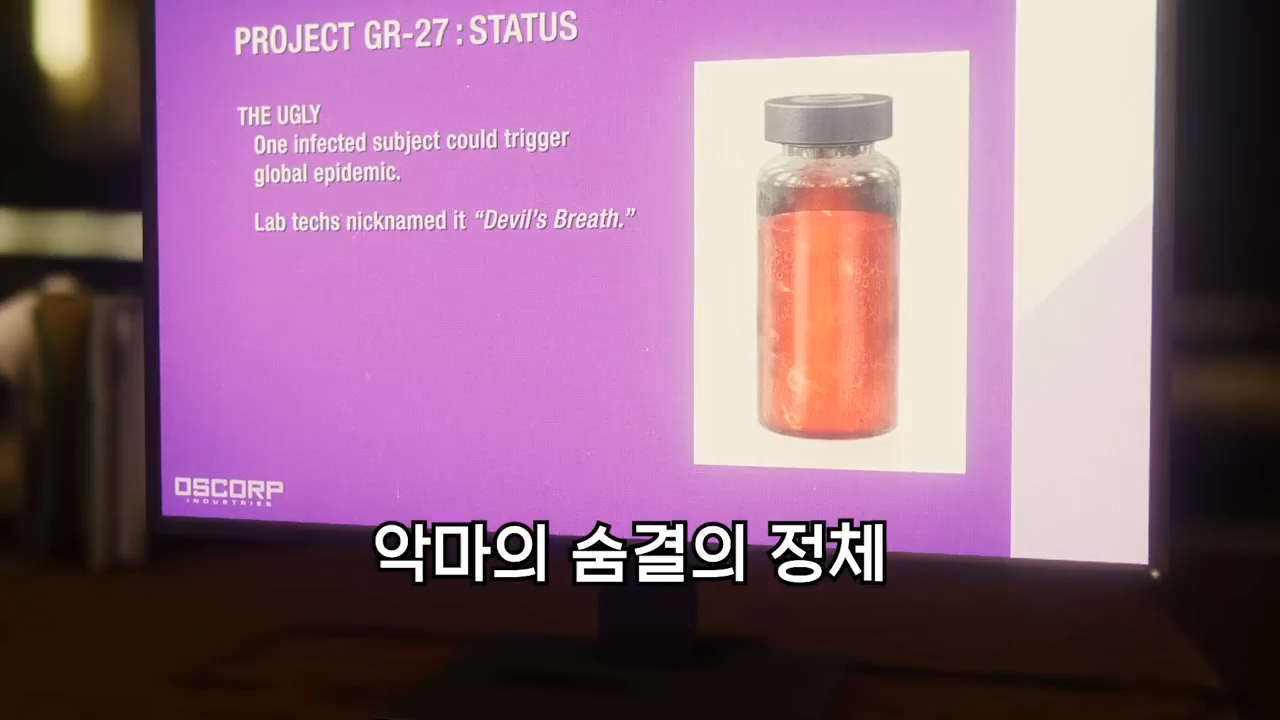 PROJECT GR-27 : STATUS
THE UGLY
One infected subject could trigger
global epidemic.
Lab techs nicknamed it “Devil’s Breath.”
OSCORP
INDUSTRIES
악마의 숨결의 정체